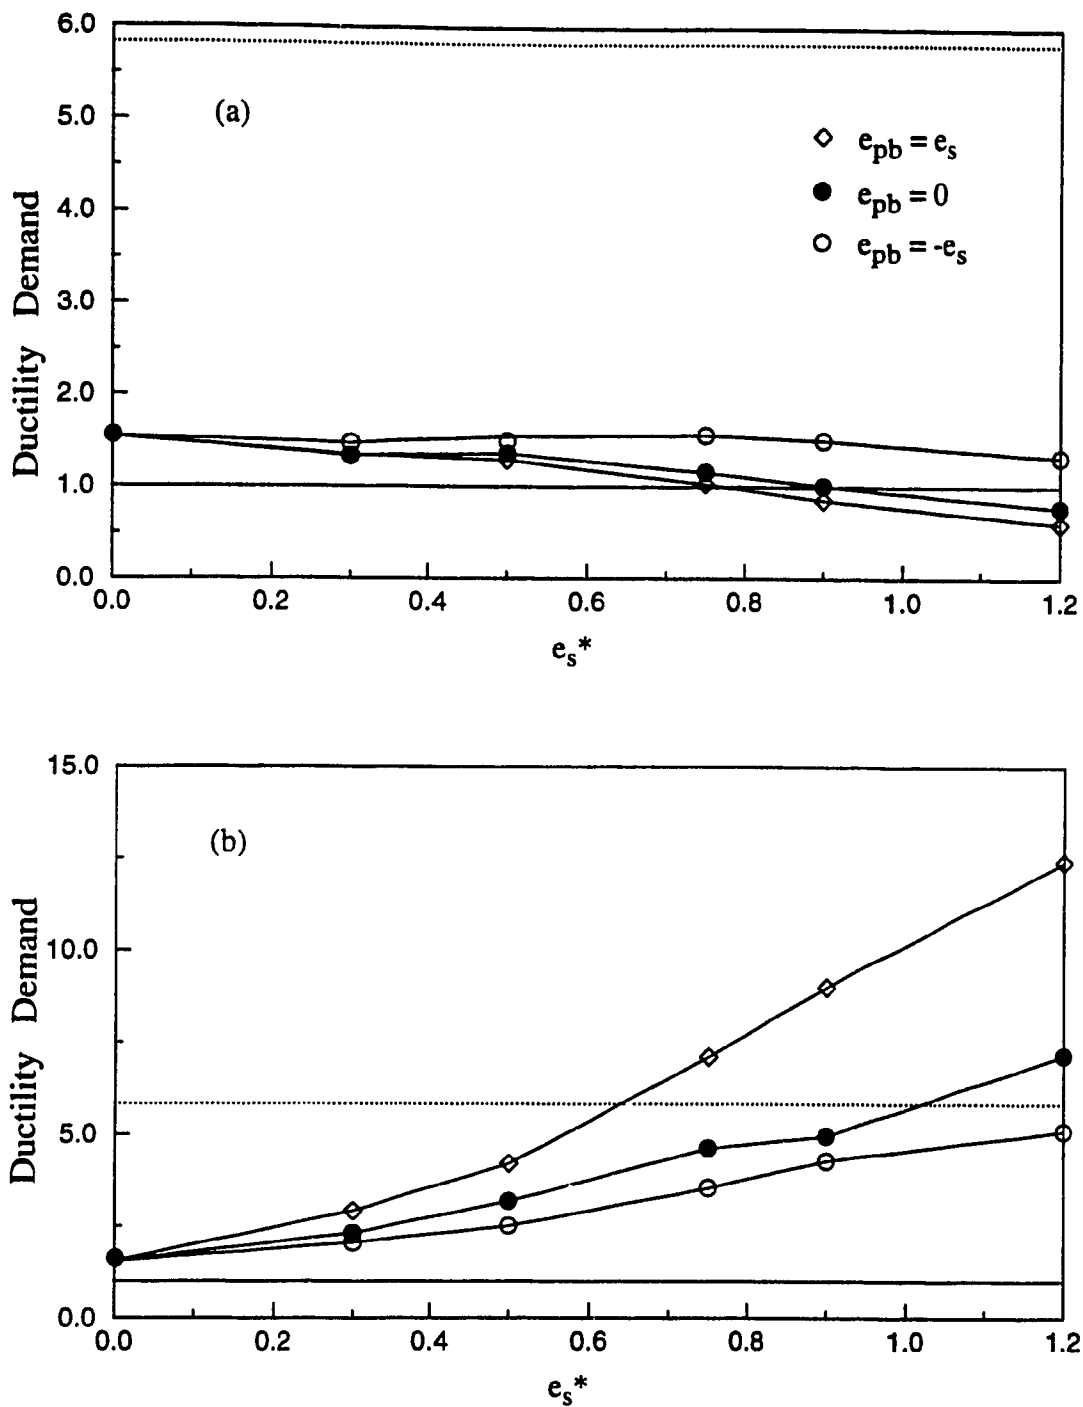 6.0
5.0
4.0
3.0
2.0
1.0
0.0
Ductility Demand
(a)
e_pb = e_s
e_pb = 0
e_pb = -e_s
0.0 0.2 0.4 0.6 0.8 1.0 1.2
e_s*
15.0
10.0
5.0
0.0
Ductility Demand
(b)
0.0 0.2 0.4 0.6 0.8 1.0 1.2
e_s*